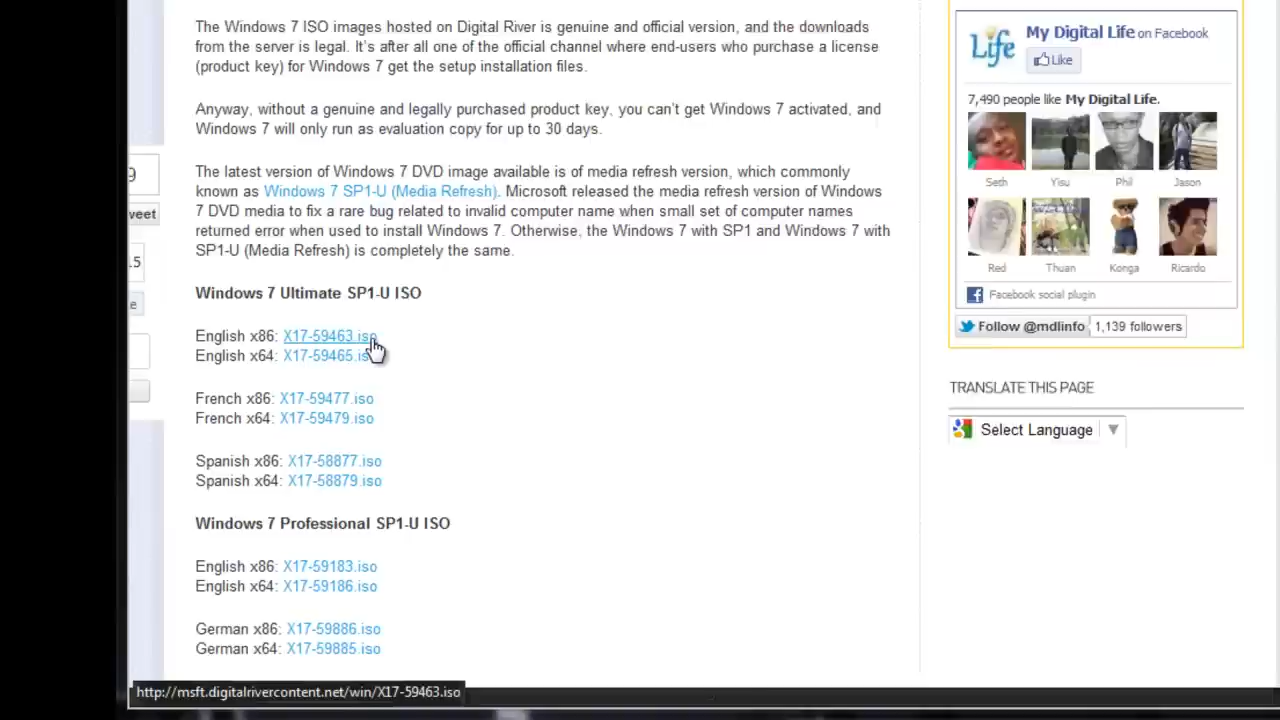 The Windows 7 ISO images hosted on Digital River is genuine and official version, and the downloads
from the server is legal. It's after all one of the official channel where end-users who purchase a license
(product key) for Windows 7 get the setup installation files.
Anyway, without a genuine and legally purchased product key, you can't get Windows 7 activated, and
Windows 7 will only run as evaluation copy for up to 30 days.
The latest version of Windows 7 DVD image available is of media refresh version, which commonly
known as Windows 7 SP1-U (Media Refresh). Microsoft released the media refresh version of Windows
7 DVD media to fix a rare bug related to invalid computer name when small set of computer names
returned error when used to install Windows 7. Otherwise, the Windows 7 with SP1 and Windows 7 with
SP1-U (Media Refresh) is completely the same.
Windows 7 Ultimate SP1-U ISO
English x86: X17-59463.iso
English x64: X17-59465.iso
French x86: X17-59477.iso
French x64: X17-59479.iso
Spanish x86: X17-58877.iso
Spanish x64: X17-58879.iso
Windows 7 Professional SP1-U ISO
English x86: X17-59183.iso
English x64: X17-59186.iso
German x86: X17-59886.iso
German x64: X17-59885.iso
http://msft.digitalrivercontent.net/win/X17-59463.iso
9
weet
.5
e
Life
My Digital Life on Facebook
Like
7,490 people like My Digital Life.
Seth Yisu Phil Jason
Red Thuan Konga Ricardo
Facebook social plugin
Follow @mdlinfo 1,139 followers
TRANSLATE THIS PAGE
Select Language